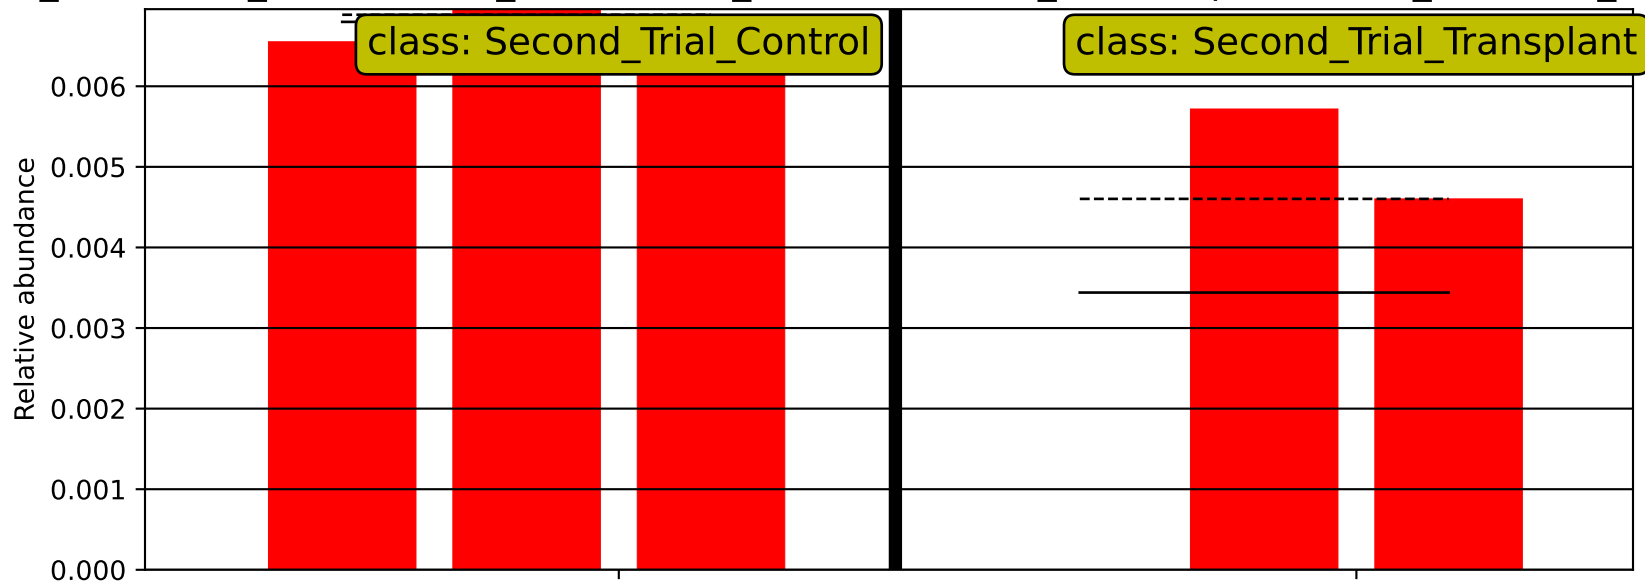 class: Second_Trial_Control
class: Second_Trial_Transplant
0.006
0.005
0.004
0.003
0.002
0.001
0.000
Relative abundance